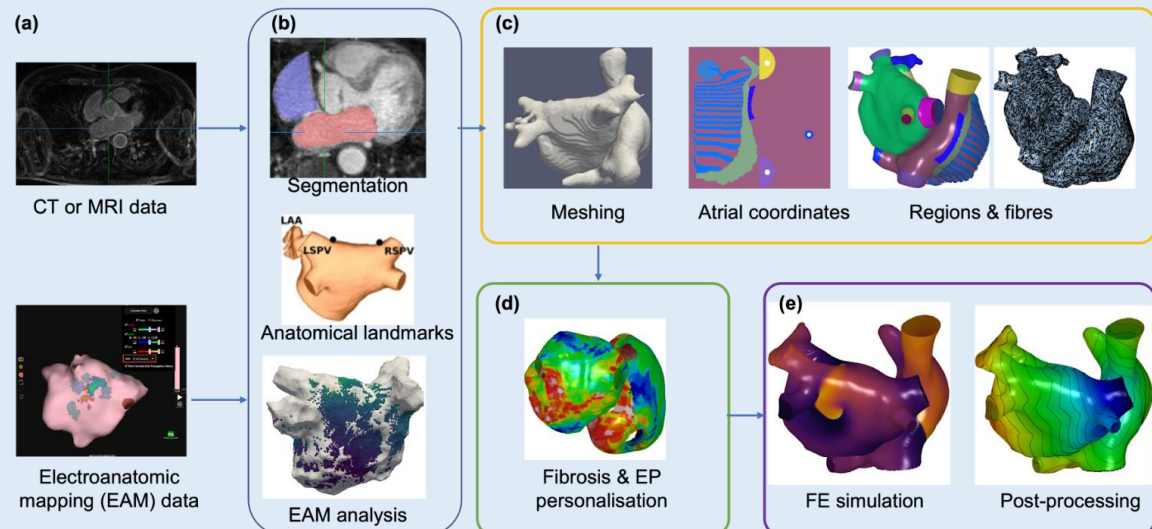 (a)
CT or MRI data
Electroanatomic
mapping (EAM) data
(b)
Segmentation
LAA
LSPV
RSPV
Anatomical landmarks
EAM analysis
(c)
Meshing
Atrial coordinates
Regions & fibres
(d)
Fibrosis & EP
personalisation
(e)
FE simulation
Post-processing